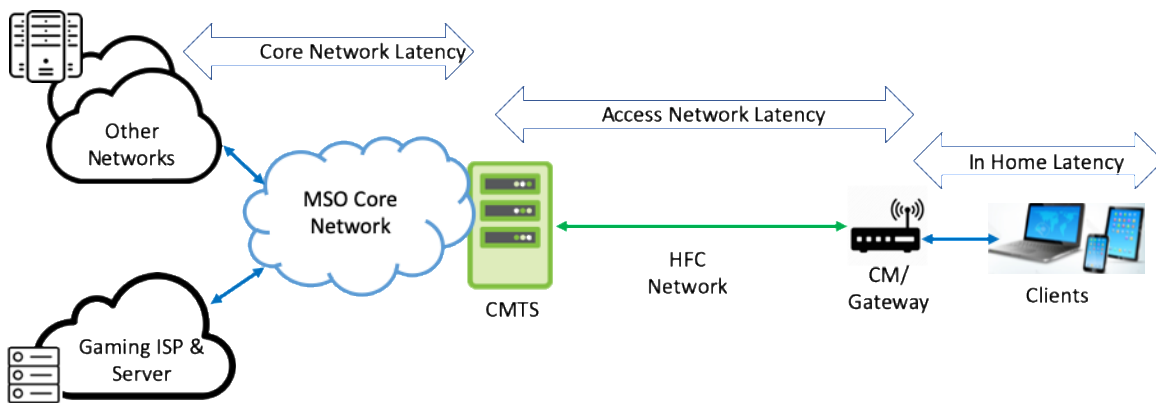 Core Network Latency
Access Network Latency
In Home Latency
Other
Networks
MSO Core
Network
HFC
Network
CMTS
CM/
Gateway
Clients
Gaming ISP &
Server